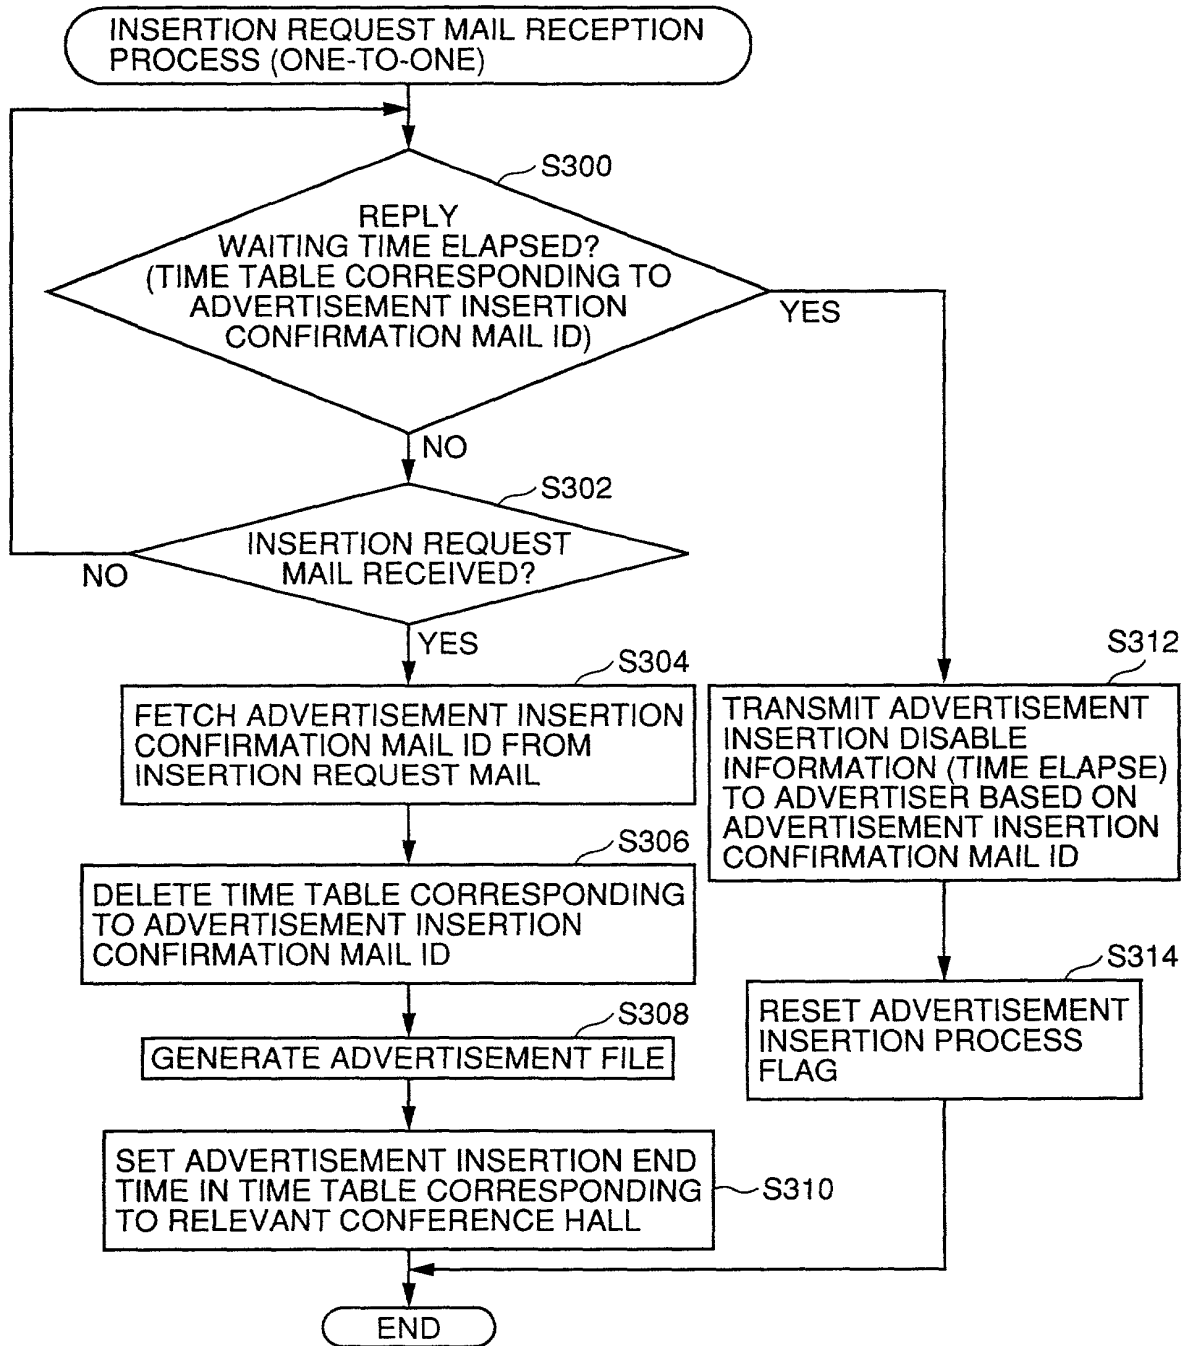 INSERTION REQUEST MAIL RECEPTION
PROCESS (ONE-TO-ONE)
S300
REPLY
WAITING TIME ELAPSED?
(TIME TABLE CORRESPONDING TO
ADVERTISEMENT INSERTION
CONFIRMATION MAIL ID)
YES
NO
S302
INSERTION REQUEST
MAIL RECEIVED?
NO
YES
S304
FETCH ADVERTISEMENT INSERTION
CONFIRMATION MAIL ID FROM
INSERTION REQUEST MAIL
S306
DELETE TIME TABLE CORRESPONDING
TO ADVERTISEMENT INSERTION
CONFIRMATION MAIL ID
S308
GENERATE ADVERTISEMENT FILE
SET ADVERTISEMENT INSERTION END
TIME IN TIME TABLE CORRESPONDING
TO RELEVANT CONFERENCE HALL
S310
S312
TRANSMIT ADVERTISEMENT
INSERTION DISABLE
INFORMATION (TIME ELAPSE)
TO ADVERTISER BASED ON
ADVERTISEMENT INSERTION
CONFIRMATION MAIL ID
S314
RESET ADVERTISEMENT
INSERTION PROCESS
FLAG
END